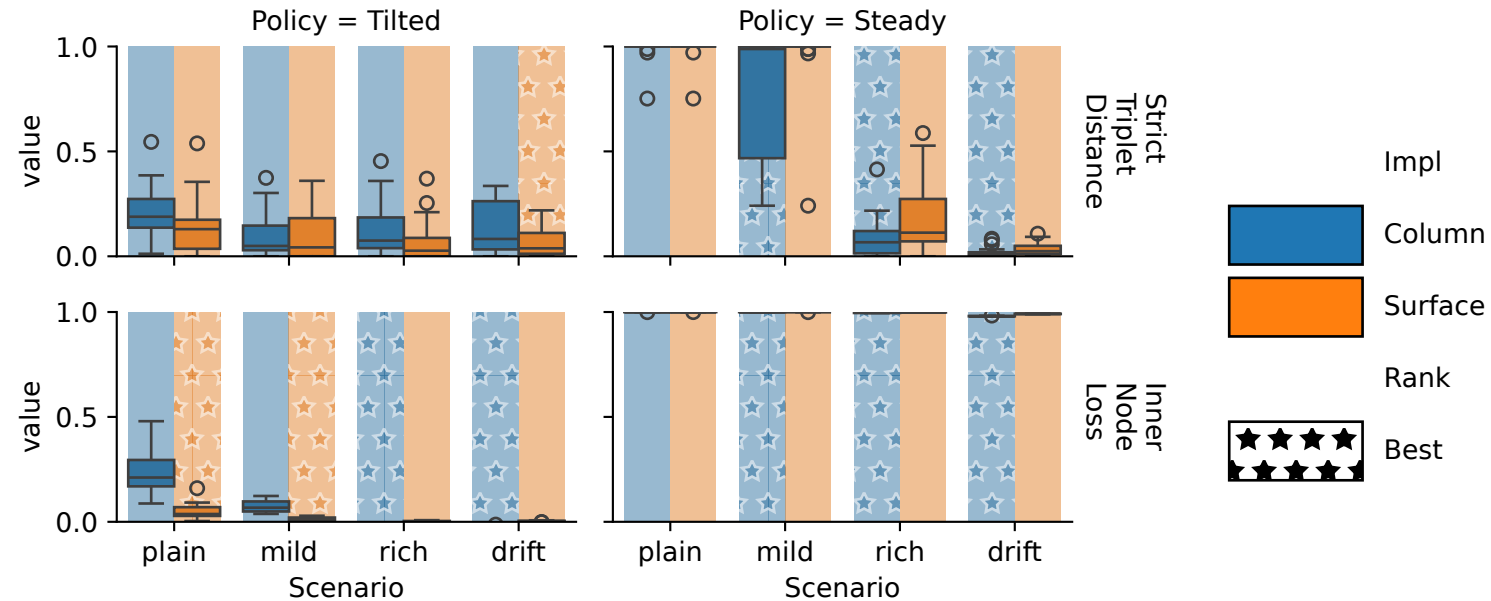 Policy = Tilted
Policy = Steady
1.0
0.5
0.0
value
Strict
Triplet
Distance
1.0
0.5
0.0
value
Inner
Node
Loss
plain
mild
rich
drift
Scenario
plain
mild
rich
drift
Scenario
Impl
Column
Surface
Rank
Best